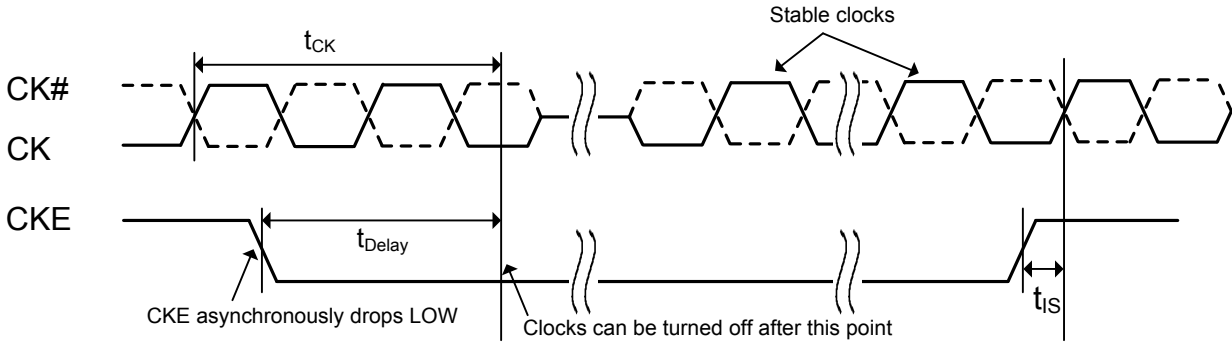 Stable clocks
tCK
CK#
CK
CKE
tDelay
tIS
CKE asynchronously drops LOW
Clocks can be turned off after this point